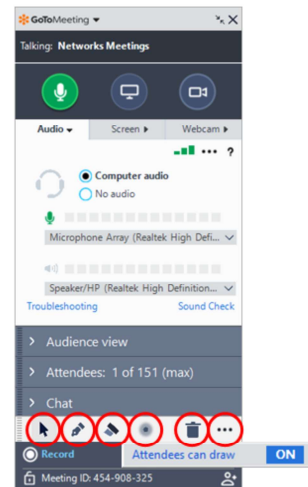 GoToMeeting
Talking: Networks Meetings
Audio Screen Webcam
... ?
Computer audio
No audio
Microphone Array (Realtek High Defi...
Speaker/HP (Realtek High Definition...
Troubleshooting Sound Check
> Audience view
> Attendees: 1 of 151 (max)
> Chat
...
Record
Attendees can draw ON
Meeting ID: 454-908-325